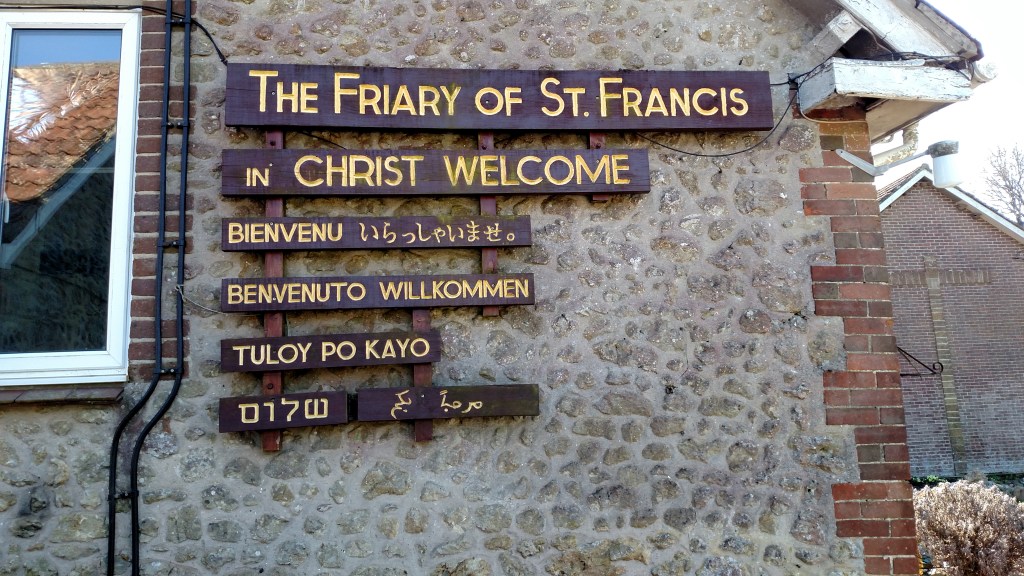 The Friary of St. Francis
in CHRIST WELCOME
BIENVENU いらっしゃいませ。
BENVENUTO WILLKOMMEN
TULOY PO KAYO
שלום مرحباً بكم